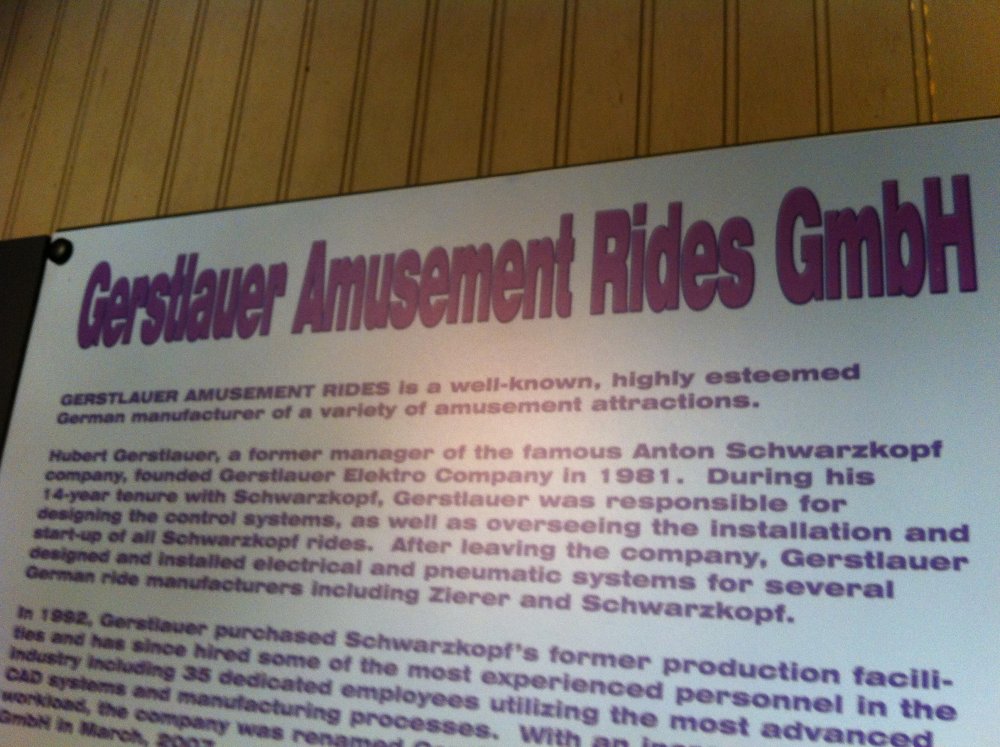 Gerstlauer Amusement Rides GmbH
GERSTLAUER AMUSEMENT RIDES is a well-known, highly esteemed
German manufacturer of a variety of amusement attractions.
Hubert Gerstlauer, a former manager of the famous Anton Schwarzkopf
company, founded Gerstlauer Elektro Company in 1981. During his
14-year tenure with Schwarzkopf, Gerstlauer was responsible for
designing the control systems, as well as overseeing the installation and
start-up of all Schwarzkopf rides. After leaving the company, Gerstlauer
designed and installed electrical and pneumatic systems for several
German ride manufacturers including Zierer and Schwarzkopf.
In 1992, Gerstlauer purchased Schwarzkopf's former production facili-
ties and has since hired some of the most experienced personnel in the
industry including 35 dedicated employees utilizing the most advanced
CAD systems and manufacturing processes. With an
workload, the company was renamed
GmbH in March,